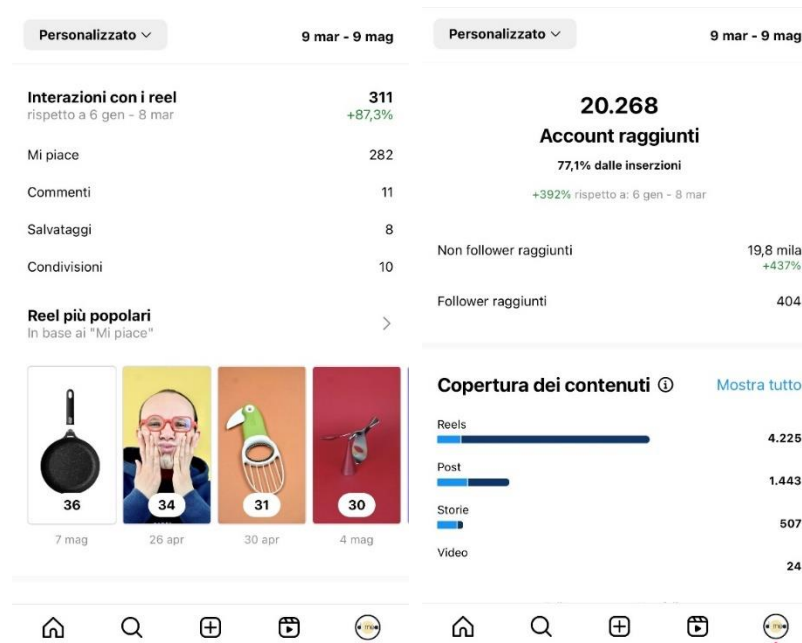 Personalizzato
9 mar - 9 mag
Interazioni con i reel
311
rispetto a 6 gen - 8 mar
+87,3%
Mi piace
282
Commenti
11
Salvataggi
8
Condivisioni
10
Reel più popolari
In base ai "Mi piace"
36
34
31
30
7 mag
26 apr
30 apr
4 mag
Personalizzato
9 mar - 9 mag
20.268
Account raggiunti
77,1% dalle inserzioni
+392% rispetto a: 6 gen - 8 mar
Non follower raggiunti
19,8 mila
+437%
Follower raggiunti
404
Copertura dei contenuti
Mostra tutto
Reels
4.225
Post
1.443
Storie
507
Video
24